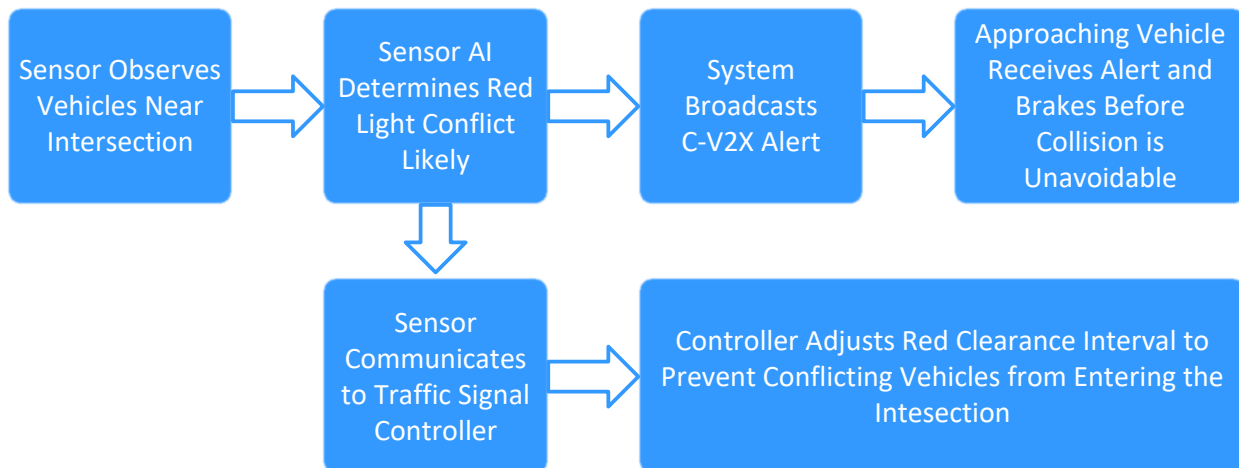 Sensor Observes
Vehicles Near
Intersection
Sensor AI
Determines Red
Light Conflict
Likely
System
Broadcasts
C-V2X Alert
Approaching Vehicle
Receives Alert and
Brakes Before
Collision is
Unavoidable
Sensor
Communicates
to Traffic Signal
Controller
Controller Adjusts Red Clearance Interval to
Prevent Conflicting Vehicles from Entering the
Intesection